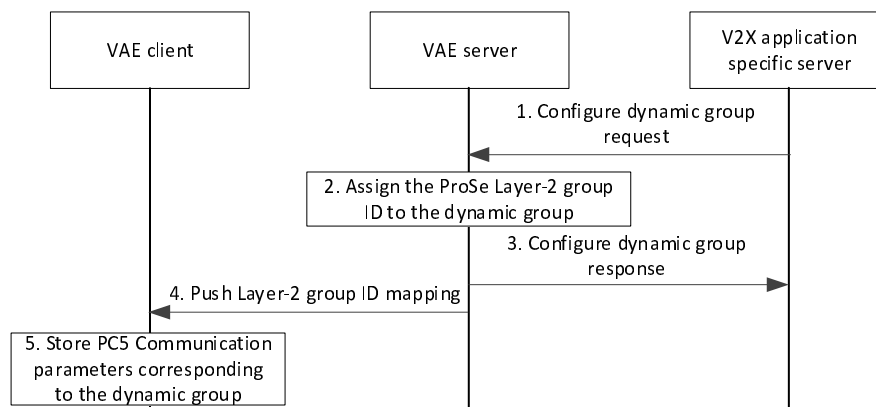 VAE client
VAE server
V2X application
specific server
1. Configure dynamic group
request
2. Assign the ProSe Layer-2 group
ID to the dynamic group
3. Configure dynamic group
response
4. Push Layer-2 group ID mapping
5. Store PC5 Communication
parameters corresponding
to the dynamic group